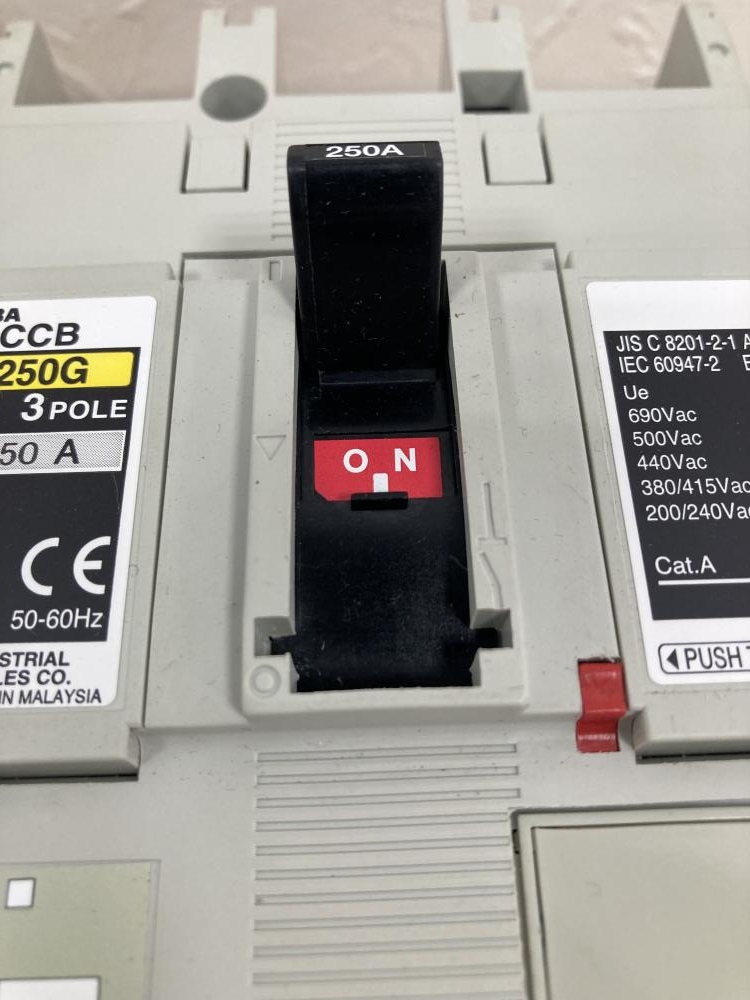 250A
BA
CCB
250G
3 POLE
50 A
CE
50-60Hz
STRIAL
LES CO.
IN MALAYSIA
I
O N
O
JIS C 8201-2-1 A
IEC 60947-2 E
Ue
690Vac
500Vac
440Vac
380/415Vac
200/240Vac
Cat.A
PUSH T